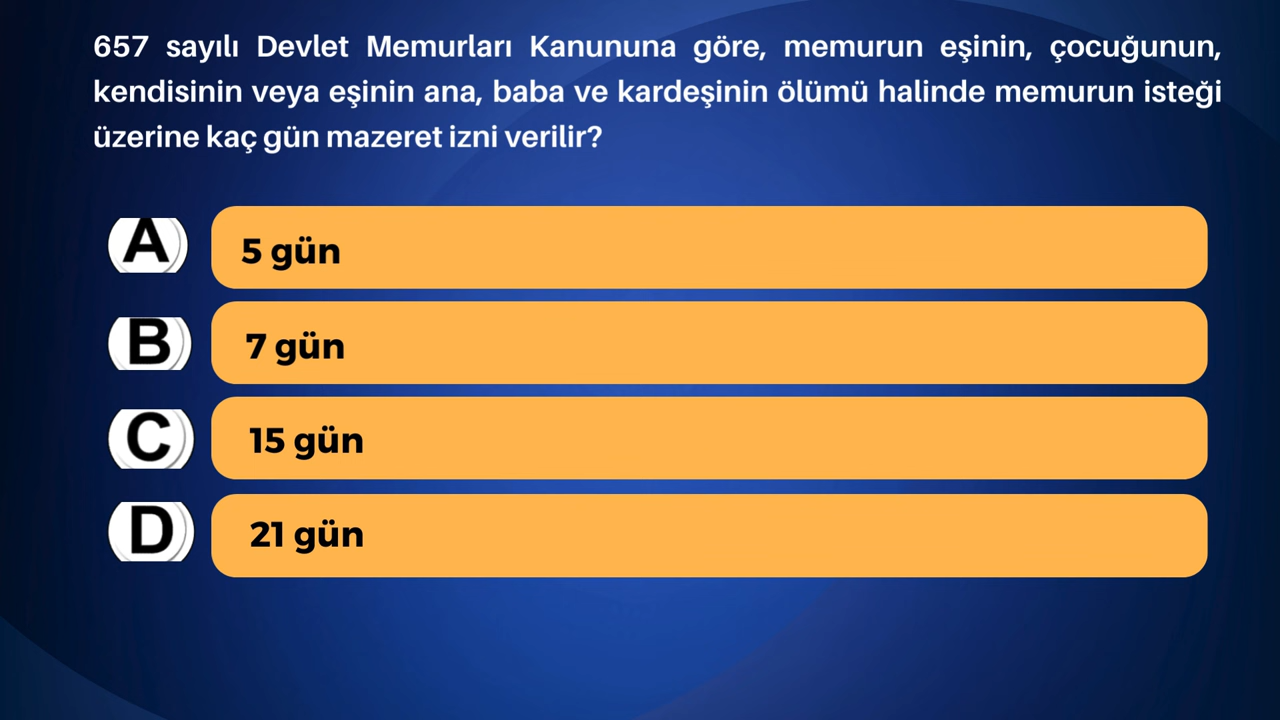 657 sayılı Devlet Memurları Kanununa göre, memurun eşinin, çocuğunun,
kendisinin veya eşinin ana, baba ve kardeşinin ölümü halinde memurun isteği
üzerine kaç gün mazeret izni verilir?
A 5 gün
B 7 gün
C 15 gün
D 21 gün